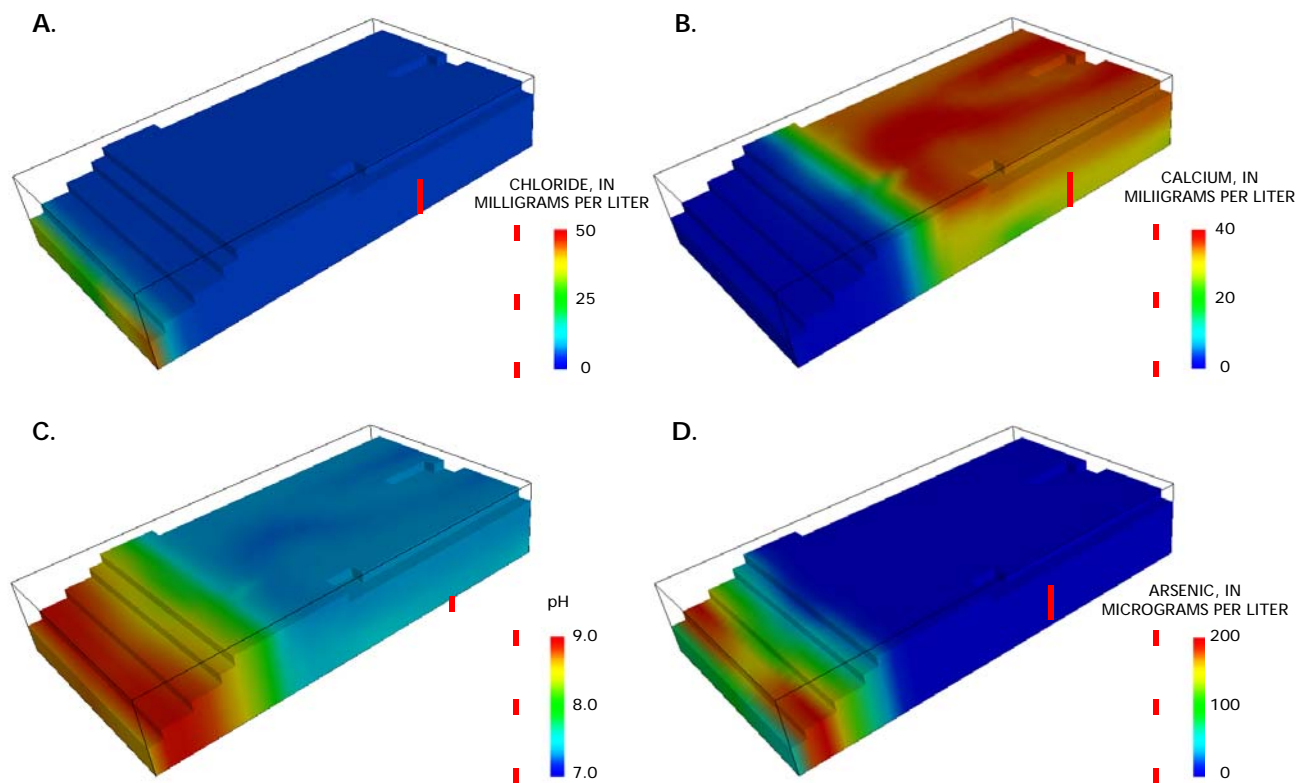 A.
CHLORIDE, IN
MILLIGRAMS PER LITER
50
25
0
B.
CALCIUM, IN
MILIIGRAMS PER LITER
40
20
0
C.
pH
9.0
8.0
7.0
D.
ARSENIC, IN
MICROGRAMS PER LITER
200
100
0